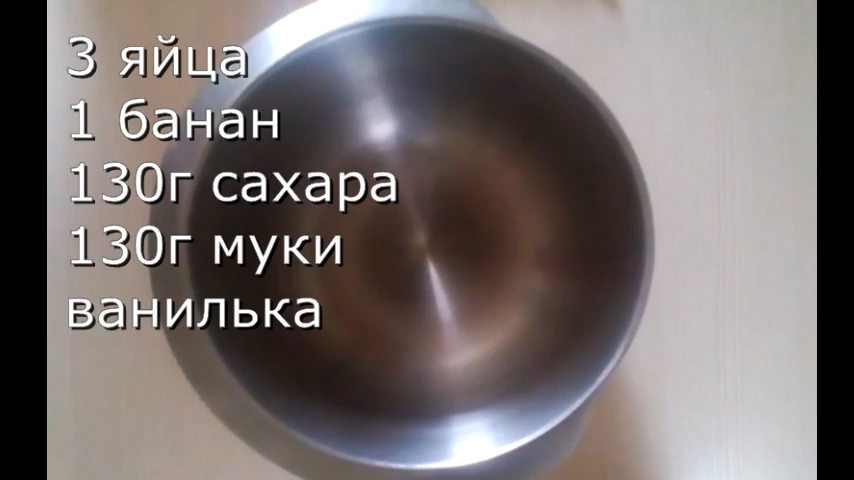 3 яйца
1 банан
130г сахара
130г муки
ванилька